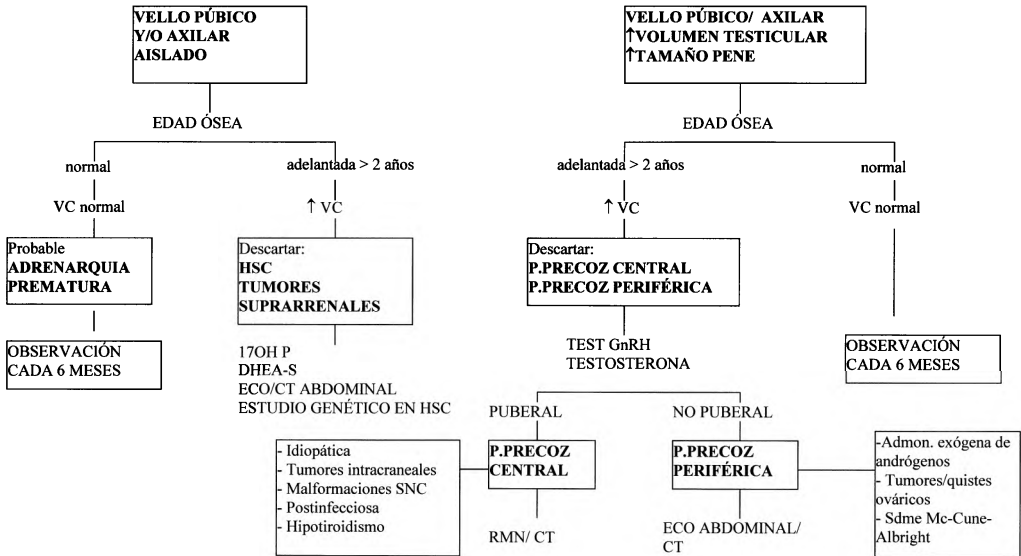 VELLO PÚBICO
Y/O AXILAR
AISLADO
EDAD ÓSEA
normal
adelantada > 2 años
VC normal
↑ VC
Probable
ADRENARQUIA
PREMATURA
Descartar:
HSC
TUMORES
SUPRARRENALES
OBSERVACIÓN
CADA 6 MESES
17OH P
DHEA-S
ECO/CT ABDOMINAL
ESTUDIO GENÉTICO EN HSC
VELLO PÚBICO/ AXILAR
↑VOLUMEN TESTICULAR
↑TAMAÑO PENE
EDAD ÓSEA
adelantada > 2 años
normal
↑ VC
VC normal
Descartar:
P.PRECOZ CENTRAL
P.PRECOZ PERIFÉRICA
TEST GnRH
TESTOSTERONA
OBSERVACIÓN
CADA 6 MESES
PUBERAL
NO PUBERAL
- Idiopática
- Tumores intracraneales
- Malformaciones SNC
- Postinfecciosa
- Hipotiroidismo
P.PRECOZ
CENTRAL
P.PRECOZ
PERIFÉRICA
-Admon. exógena de
andrógenos
- Tumores/quistes
ováricos
- Sdme Mc-Cune-
Albright
RMN/ CT
ECO ABDOMINAL/
CT